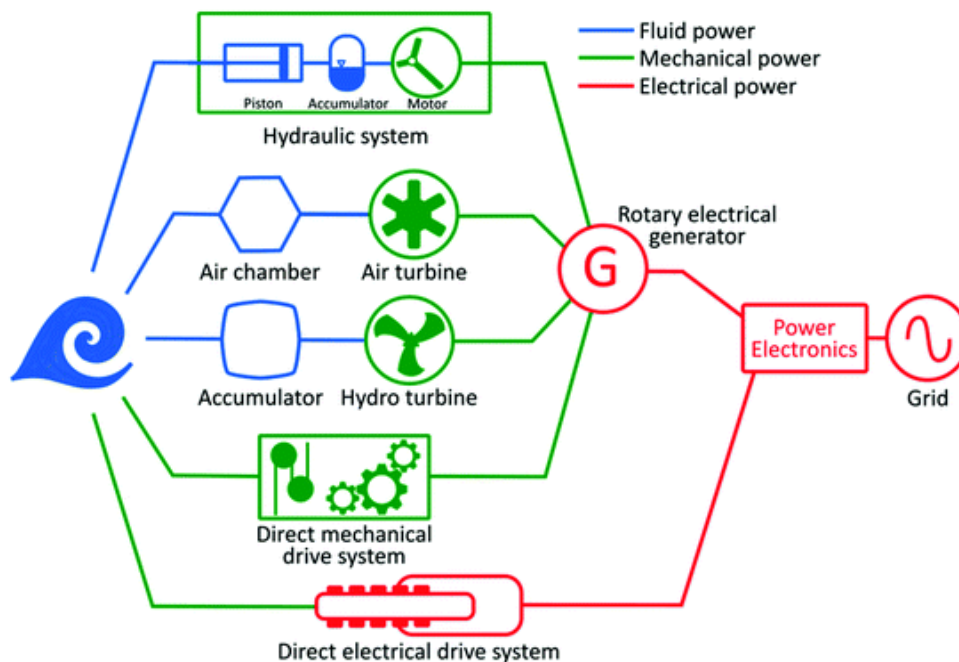 Fluid power
Mechanical power
Electrical power
Piston
Accumulator
Motor
Hydraulic system
Air chamber
Air turbine
Rotary electrical
generator
G
Accumulator
Hydro turbine
Power
Electronics
Grid
Direct mechanical
drive system
Direct electrical drive system